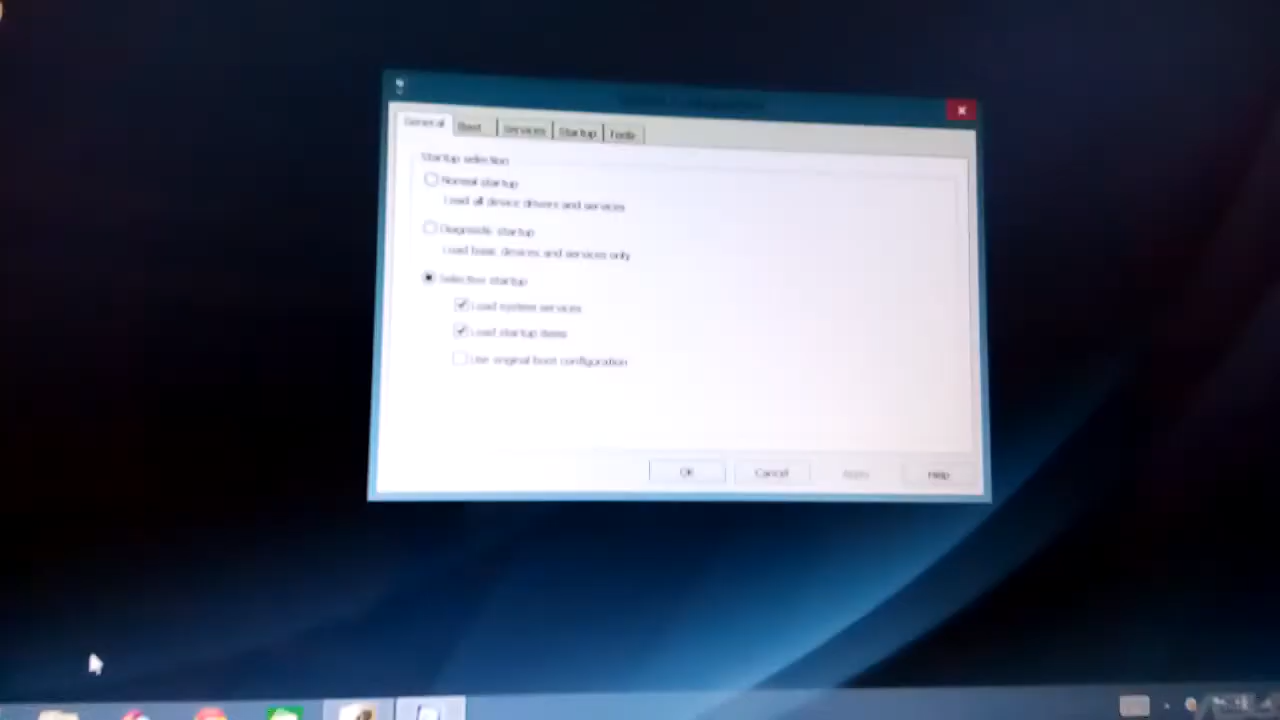 General Boot Services Startup Tools
Startup selection
Normal startup
Load all device drivers and services
Diagnostic startup
Load basic devices and services only
Selective startup
Load system services
Load startup items
Use original boot configuration
OK Cancel Apply Help